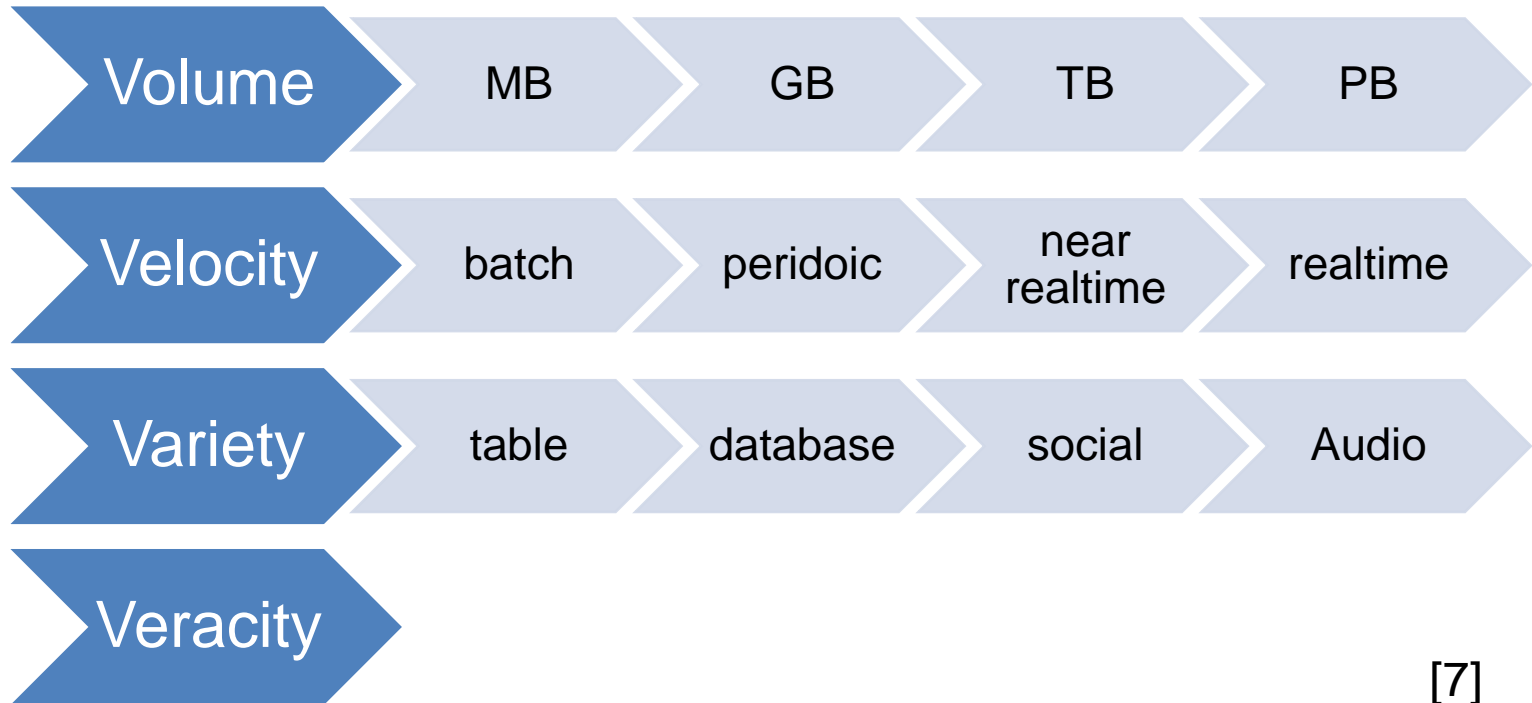 Volume MB GB TB PB
Velocity batch peridoic near realtime realtime
Variety table database social Audio
Veracity
[7]